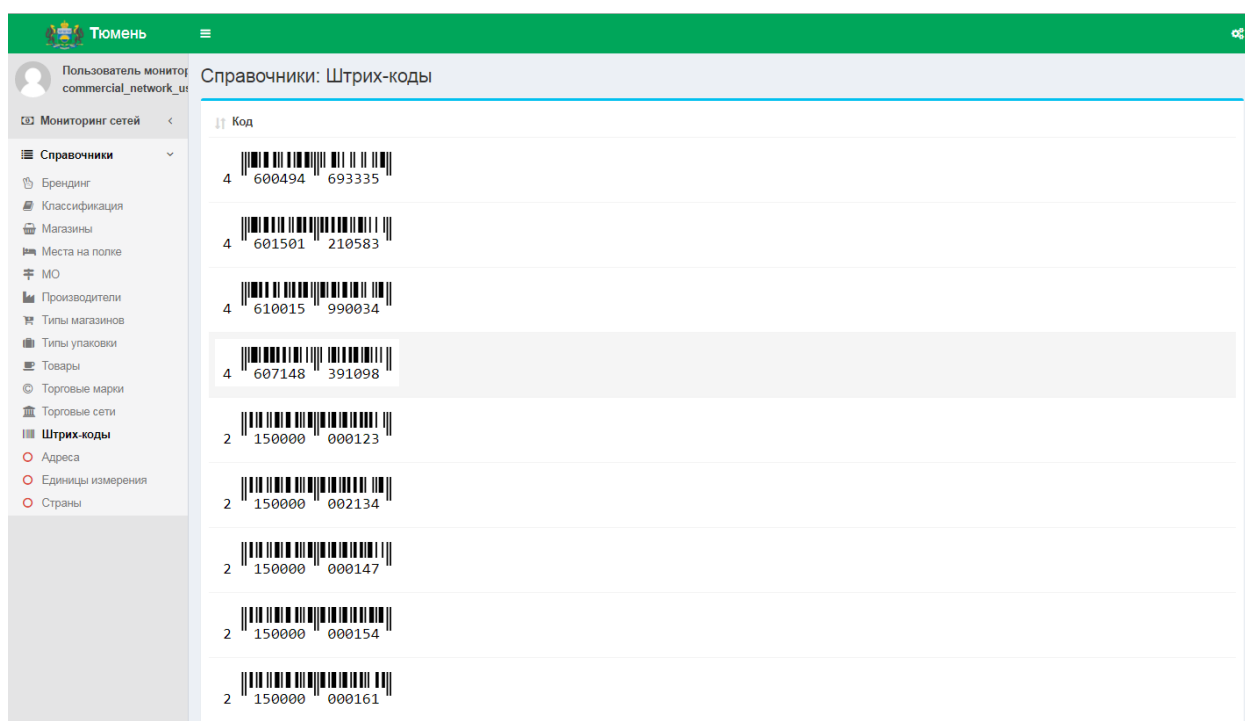 Тюмень
Пользователь монитор
commercial_network_us
Мониторинг сетей
Справочники
Брендинг
Классификация
Магазины
Места на полке
МО
Производители
Типы магазинов
Типы упаковки
Товары
Торговые марки
Торговые сети
Штрих-коды
Адреса
Единицы измерения
Страны
Справочники: Штрих-коды
Код
4 600494 693335
4 601501 210583
4 610015 990034
4 607148 391098
2 150000 000123
2 150000 002134
2 150000 000147
2 150000 000154
2 150000 000161